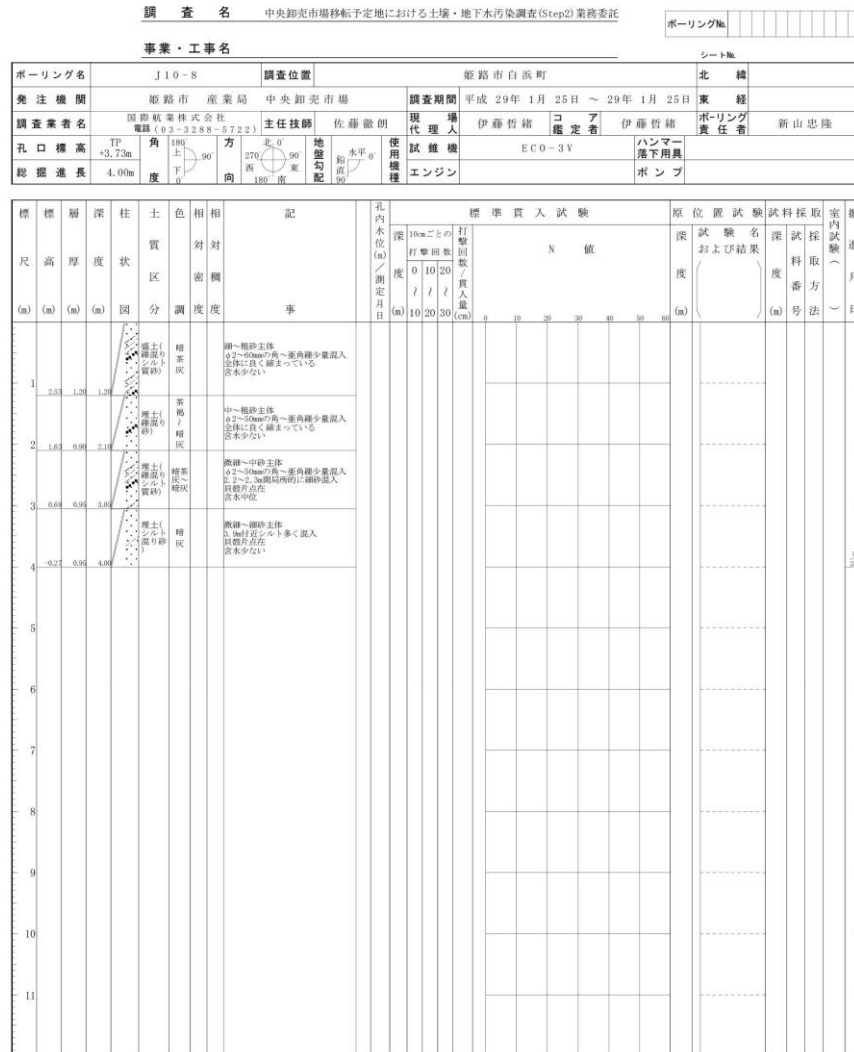 調査名 中央卸売市場移転予定地における土壌・地下水汚染調査(Step2)業務委託
ボーリングNo.
事業・工事名
シートNo.
ボーリング名 J10-8 調査位置 姫路市白浜町 北緯
発注機関 姫路市 産業局 中央卸売市場 調査期間 平成 29年 1月 25日 ～ 29年 1月 25日 東経
調査業者名 国際航業株式会社 電話(03-3288-5722) 主任技師 佐藤徹朗 現場代理人 伊藤哲緒 コア鑑定者 伊藤哲緒 ボーリング責任者 新山忠隆
孔口標高 TP +3.73m 角度 180° 上 下 0° 90° 方向 北 0° 270° 西 90° 東 180° 南 地盤勾配 水平 0° 鉛直 90° 使用機種 試錐機 ECO-3V ハンマー落下用具
総掘進長 4.00m エンジン ポンプ
標尺(m) 標高(m) 層厚(m) 深度(m) 柱状図 土質区分 色調 相対密度 相対稠度 記事 孔内水位(m)/測定月日 標準貫入試験 原位置試験 試料採取 室内試験( )
深度(m) 10cmごとの打撃回数 打撃回数/貫入量(cm) N 値 深度(m) 試験名および結果 深度(m) 試料番号 採取方法
0 10 20
～ ～ ～
10 20 30
0 10 20 30 40 50 60
盛土(礫混りシルト質砂) 暗茶灰
細～粗砂主体
φ2～60mmの角～亜角礫少量混入
全体に良く締まっている
含水少ない
1
2.53 1.20 1.20
埋土(礫混り砂) 茶褐～暗灰
中～粗砂主体
φ2～50mmの角～亜角礫少量混入
全体に良く締まっている
含水少ない
2
1.63 0.90 2.10
埋土(礫混りシルト質砂) 暗茶灰～暗灰
微細～中砂主体
φ2～50mmの角～亜角礫少量混入
2.2～2.3m間局所的に細砂混入
貝殻片点在
含水中位
3
0.68 0.95 3.05
埋土(シルト混り砂) 暗灰
微細～細砂主体
3.9m付近シルト多く混入
貝殻片点在
含水少ない
4
-0.27 0.95 4.00
5
6
7
8
9
10
11